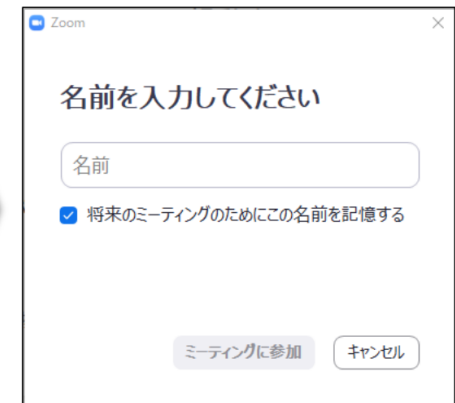 Zoom
名前を入力してください
名前
将来のミーティングのためにこの名前を記憶する
ミーティングに参加
キャンセル